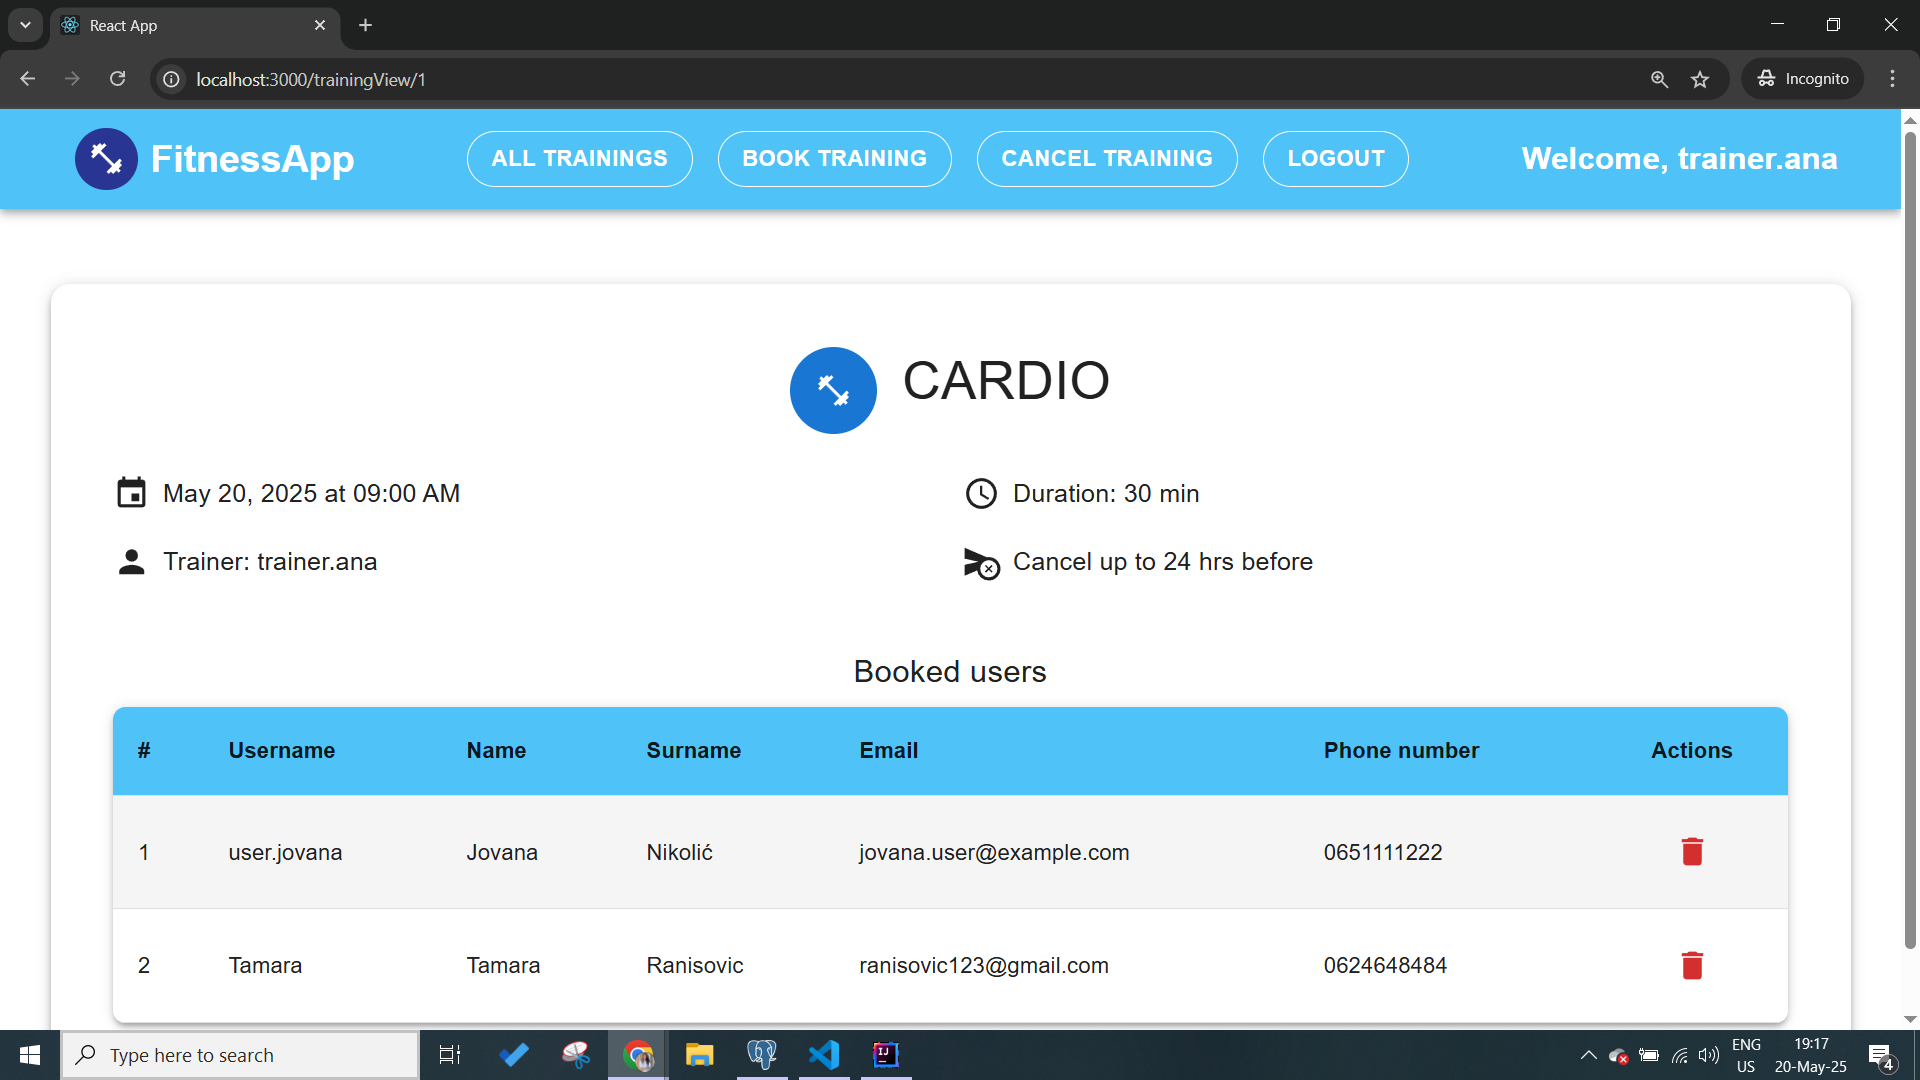 React App
localhost:3000/trainingView/1
Incognito
FitnessApp
ALL TRAININGS
BOOK TRAINING
CANCEL TRAINING
LOGOUT
Welcome, trainer.ana
CARDIO
May 20, 2025 at 09:00 AM
Duration: 30 min
Trainer: trainer.ana
Cancel up to 24 hrs before
Booked users
# Username Name Surname Email Phone number Actions
1 user.jovana Jovana Nikolić jovana.user@example.com 0651111222
2 Tamara Tamara Ranisovic ranisovic123@gmail.com 0624648484
Type here to search
IJ
ENG
US
19:17
20-May-25
4